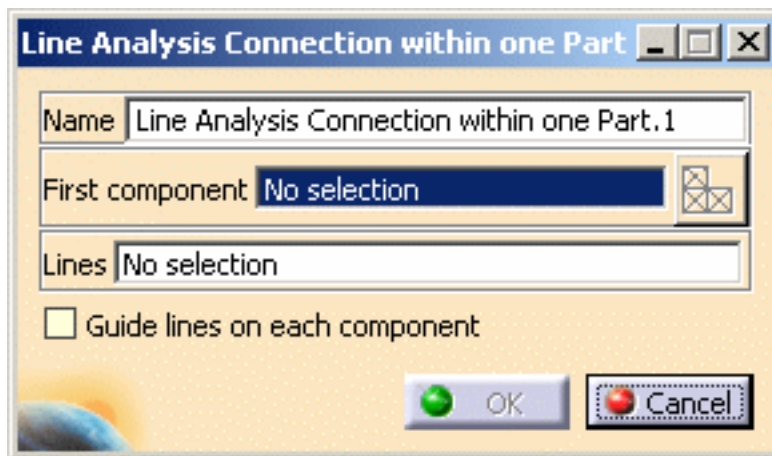 Line Analysis Connection within one Part
Name Line Analysis Connection within one Part.1
First component No selection
Lines No selection
Guide lines on each component
OK Cancel